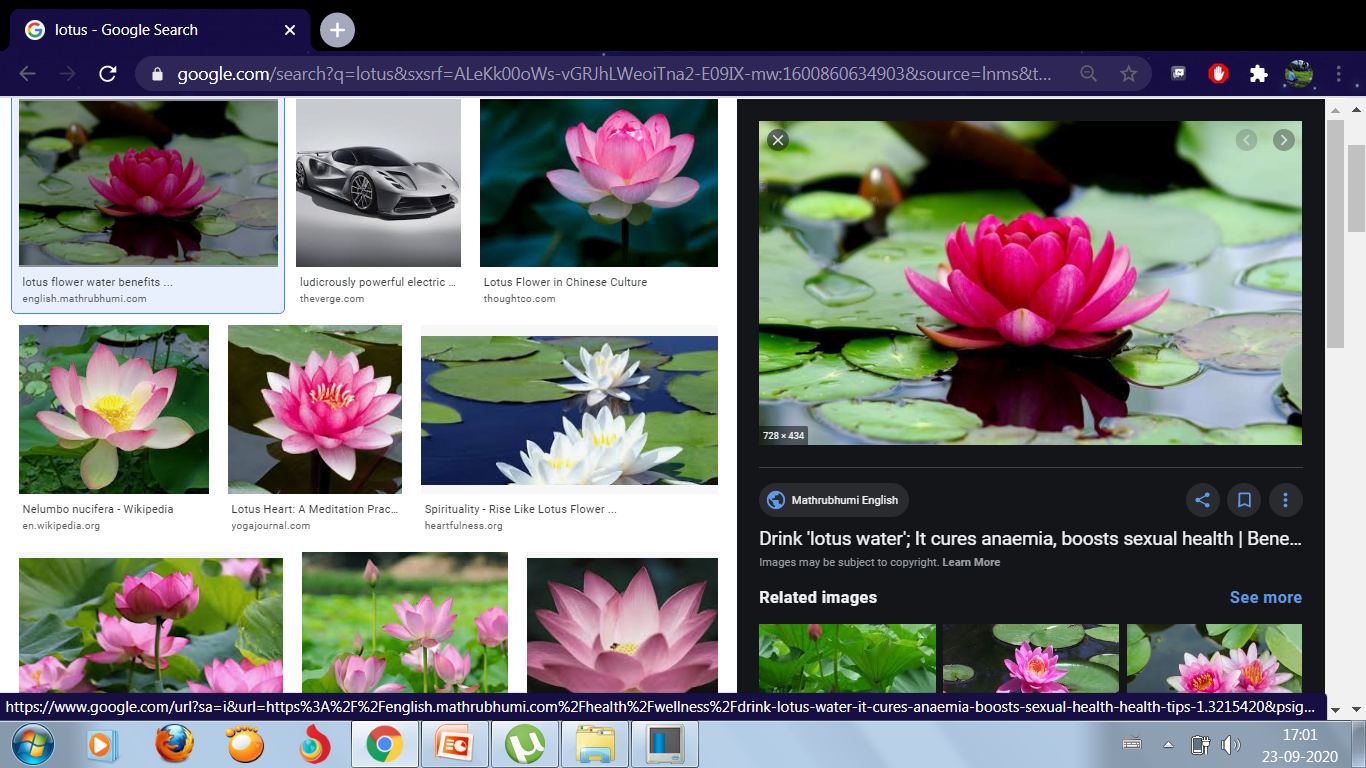 lotus - Google Search
google.com/search?q=lotus&sxsrf=ALeKk00oWs-vGRJhLWeoiTna2-E09IX-mw:1600860634903&source=lnms&t...
lotus flower water benefits ...
english.mathrubhumi.com
ludicrously powerful electric ...
theverge.com
Lotus Flower in Chinese Culture
thoughtco.com
Nelumbo nucifera - Wikipedia
en.wikipedia.org
Lotus Heart: A Meditation Prac...
yogajournal.com
Spirituality - Rise Like Lotus Flower ...
heartfulness.org
728 × 434
Mathrubhumi English
Drink 'lotus water'; It cures anaemia, boosts sexual health | Bene...
Images may be subject to copyright. Learn More
Related images
See more
https://www.google.com/url?sa=i&url=https%3A%2F%2Fenglish.mathrubhumi.com%2Fhealth%2Fwellness%2Fdrink-lotus-water-it-cures-anaemia-boosts-sexual-health-health-tips-1.3215420&psig...
17:01
23-09-2020